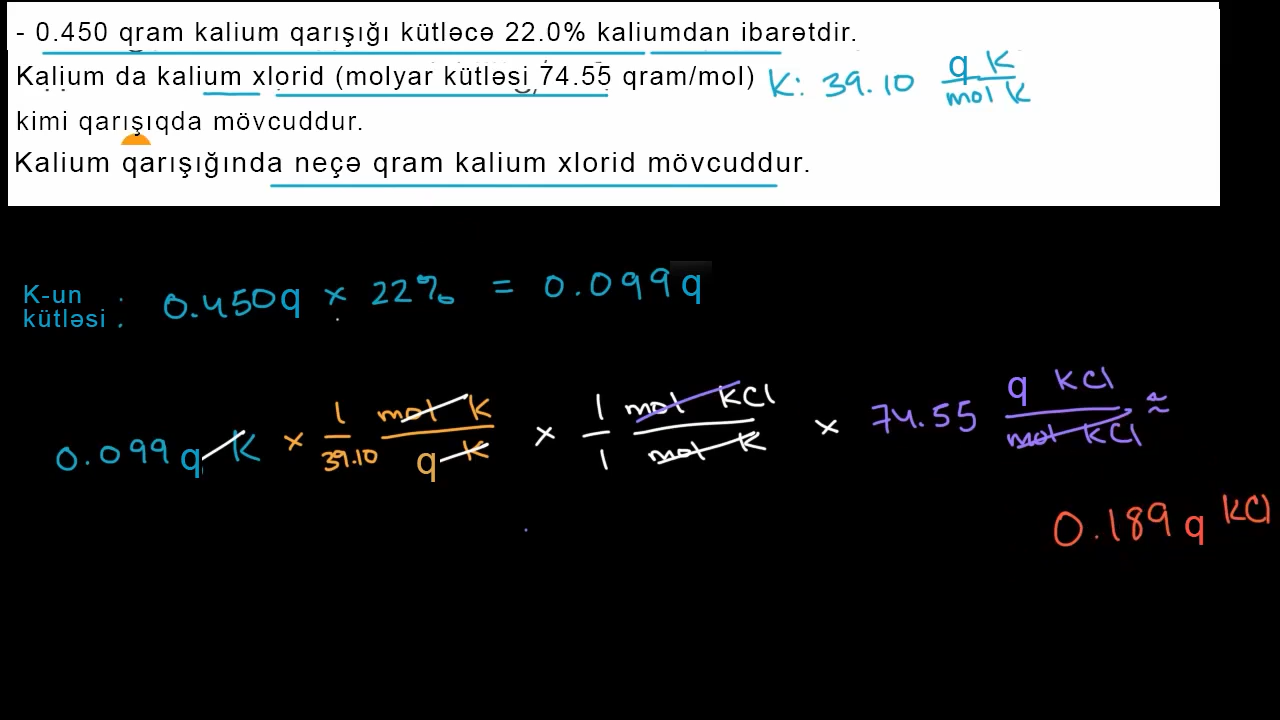 - 0.450 qram kalium qarışığı kütləcə 22.0% kaliumdan ibarətdir.
Kalium da kalium xlorid (molyar kütləsi 74.55 qram/mol) K: 39.10 q K / mol K
kimi qarışıqda mövcuddur.
Kalium qarışığında neçə qram kalium xlorid mövcuddur.
K-un kütləsi : 0.450q × 22% = 0.099q
0.099 q K × 1/39.10 mol K / q K × 1/1 mol KCl / mol K × 74.55 q KCl / mol KCl ≈
0.189 q KCl